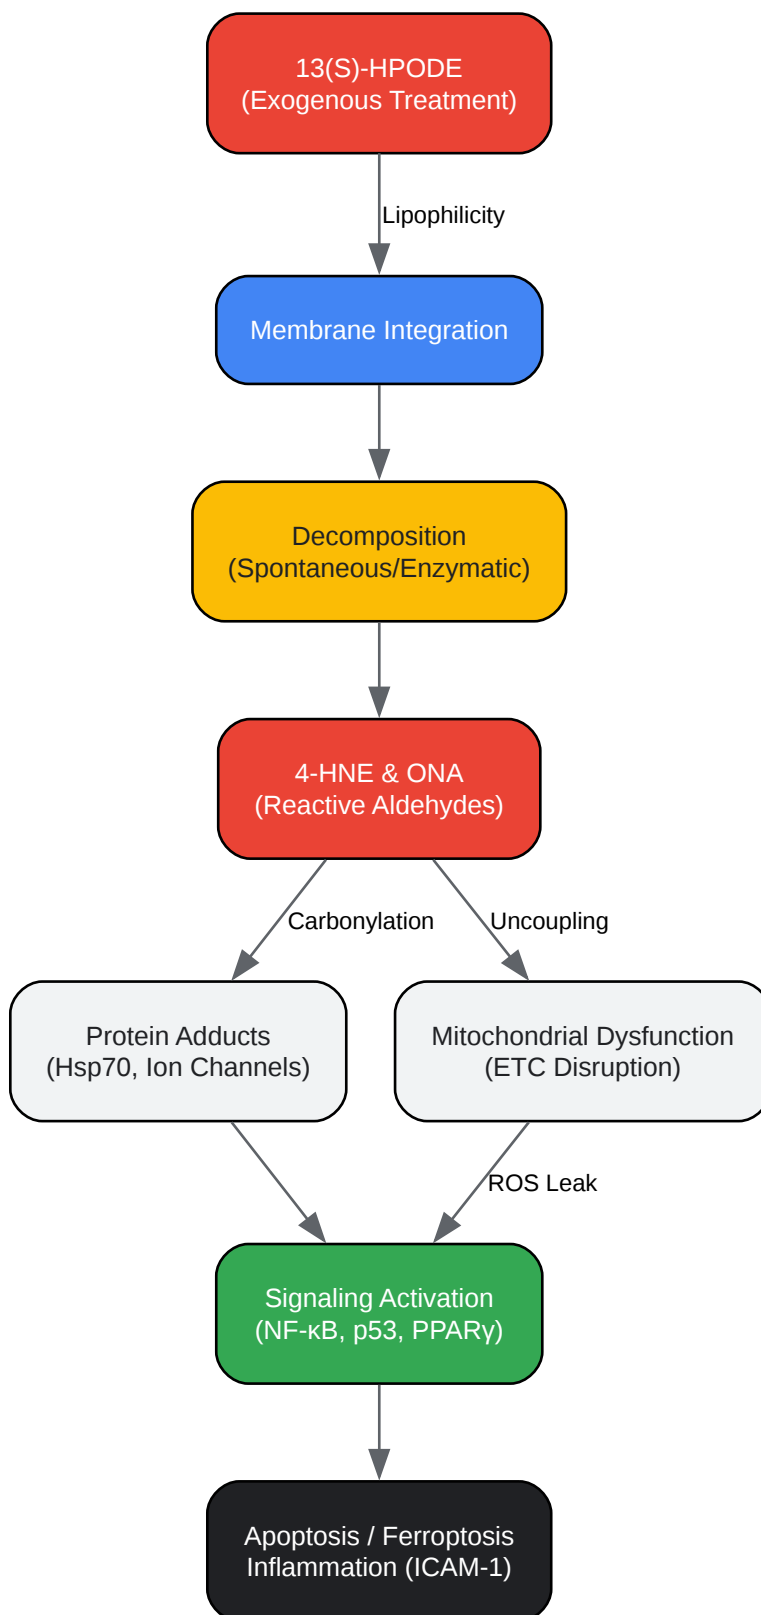 13(S)-HPODE
(Exogenous Treatment)
Lipophilicity
Membrane Integration
Decomposition
(Spontaneous/Enzymatic)
4-HNE & ONA
(Reactive Aldehydes)
Carbonylation
Uncoupling
Protein Adducts
(Hsp70, Ion Channels)
Mitochondrial Dysfunction
(ETC Disruption)
ROS Leak
Signaling Activation
(NF-κB, p53, PPARγ)
Apoptosis / Ferroptosis
Inflammation (ICAM-1)